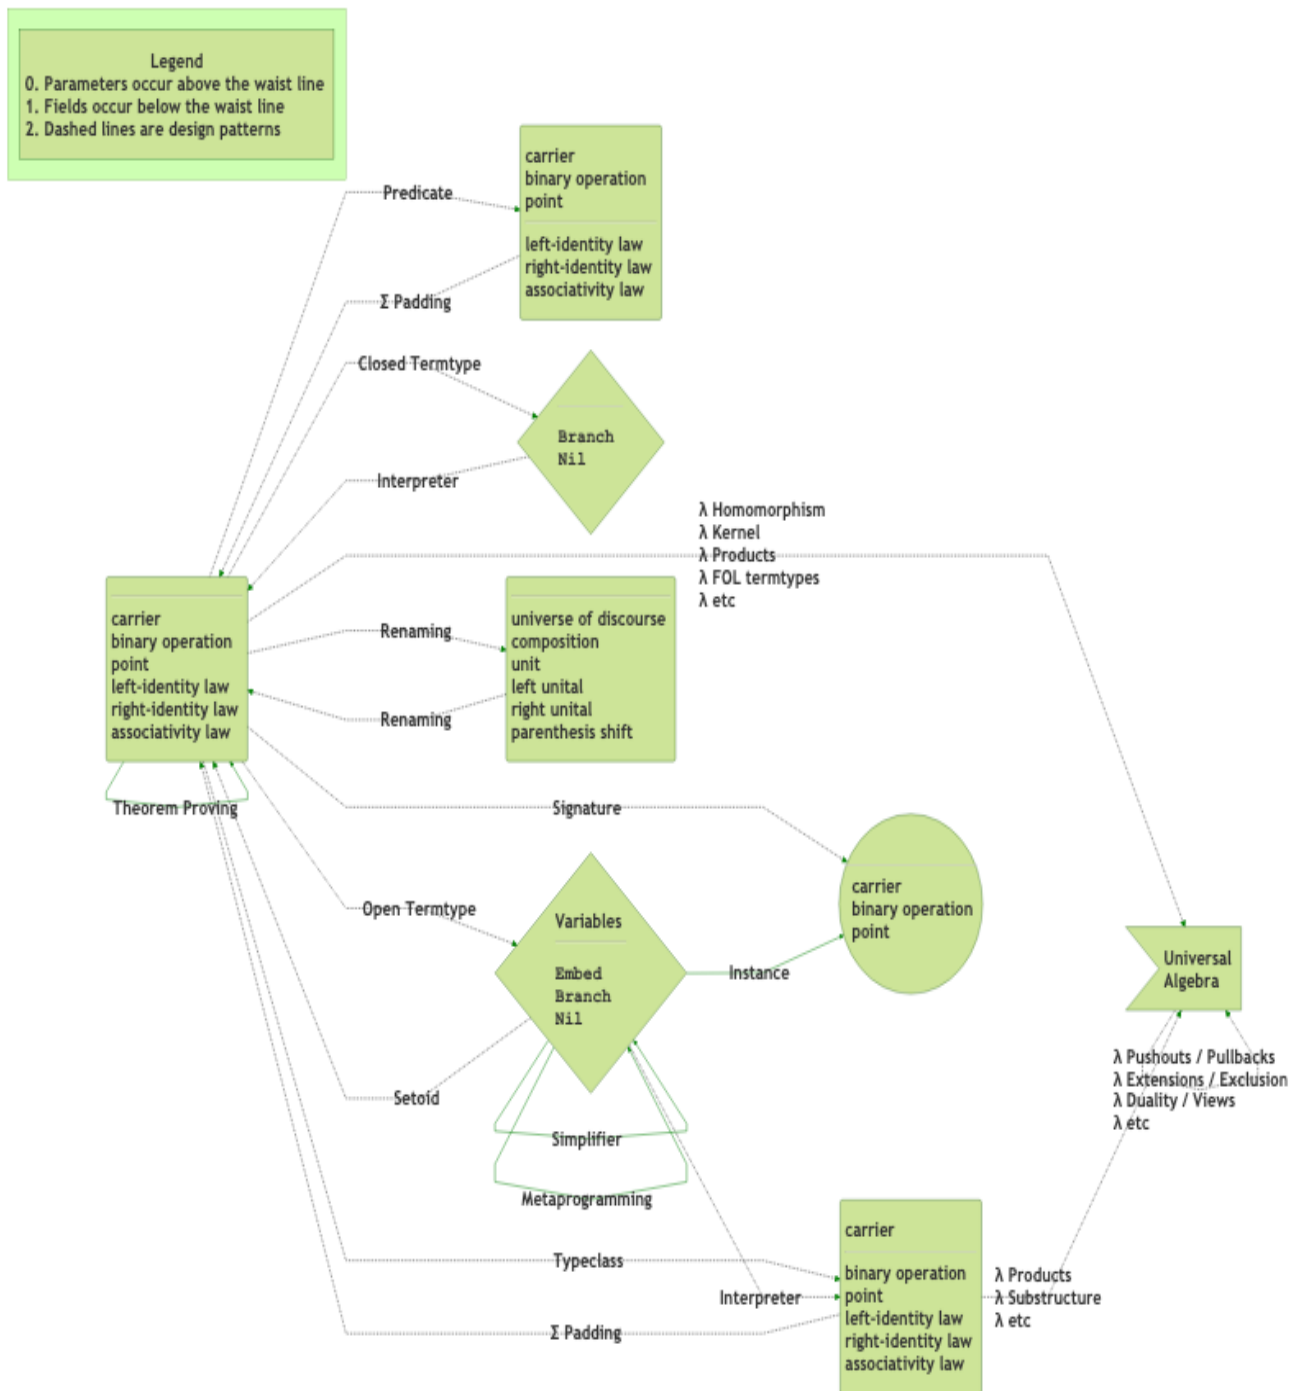 Legend
0. Parameters occur above the waist line
1. Fields occur below the waist line
2. Dashed lines are design patterns
carrier
binary operation
point
left-identity law
right-identity law
associativity law
Predicate
Σ Padding
Closed Termtype
Branch
Nil
Interpreter
λ Homomorphism
λ Kernel
λ Products
λ FOL termtypes
λ etc
carrier
binary operation
point
left-identity law
right-identity law
associativity law
Theorem Proving
Renaming
Renaming
universe of discourse
composition
unit
left unital
right unital
parenthesis shift
Signature
carrier
binary operation
point
Open Termtype
Variables
Embed
Branch
Nil
Instance
Universal
Algebra
λ Pushouts / Pullbacks
λ Extensions / Exclusion
λ Duality / Views
λ etc
Setoid
Simplifier
Metaprogramming
Typeclass
Interpreter
Σ Padding
carrier
binary operation
point
left-identity law
right-identity law
associativity law
λ Products
λ Substructure
λ etc